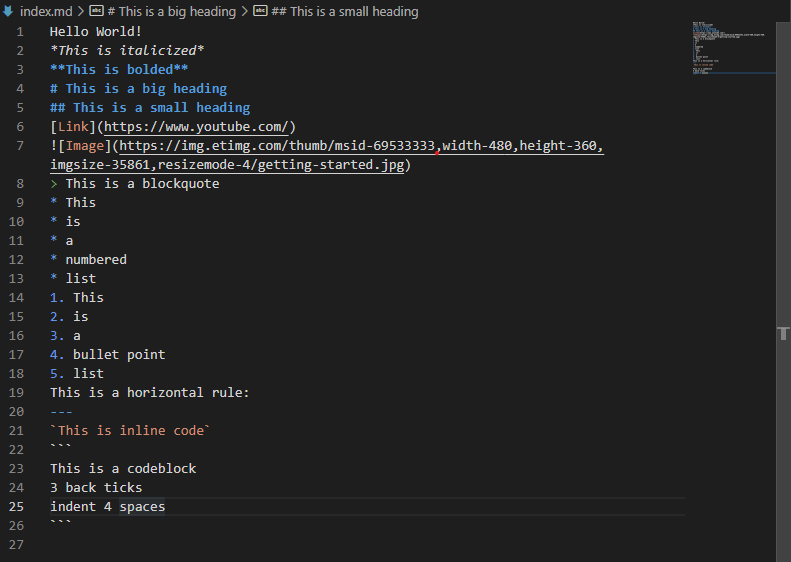 index.md > # This is a big heading > ## This is a small heading
1 Hello World!
2 *This is italicized*
3 **This is bolded**
4 # This is a big heading
5 ## This is a small heading
6 [Link](https://www.youtube.com/)
7 ![Image](https://img.etimg.com/thumb/msid-69533333,width-480,height-360,
imgsize-35861,resizemode-4/getting-started.jpg)
8 > This is a blockquote
9 * This
10 * is
11 * a
12 * numbered
13 * list
14 1. This
15 2. is
16 3. a
17 4. bullet point
18 5. list
19 This is a horizontal rule:
20 ---
21 `This is inline code`
22 ```
23 This is a codeblock
24 3 back ticks
25 indent 4 spaces
26 ```
27